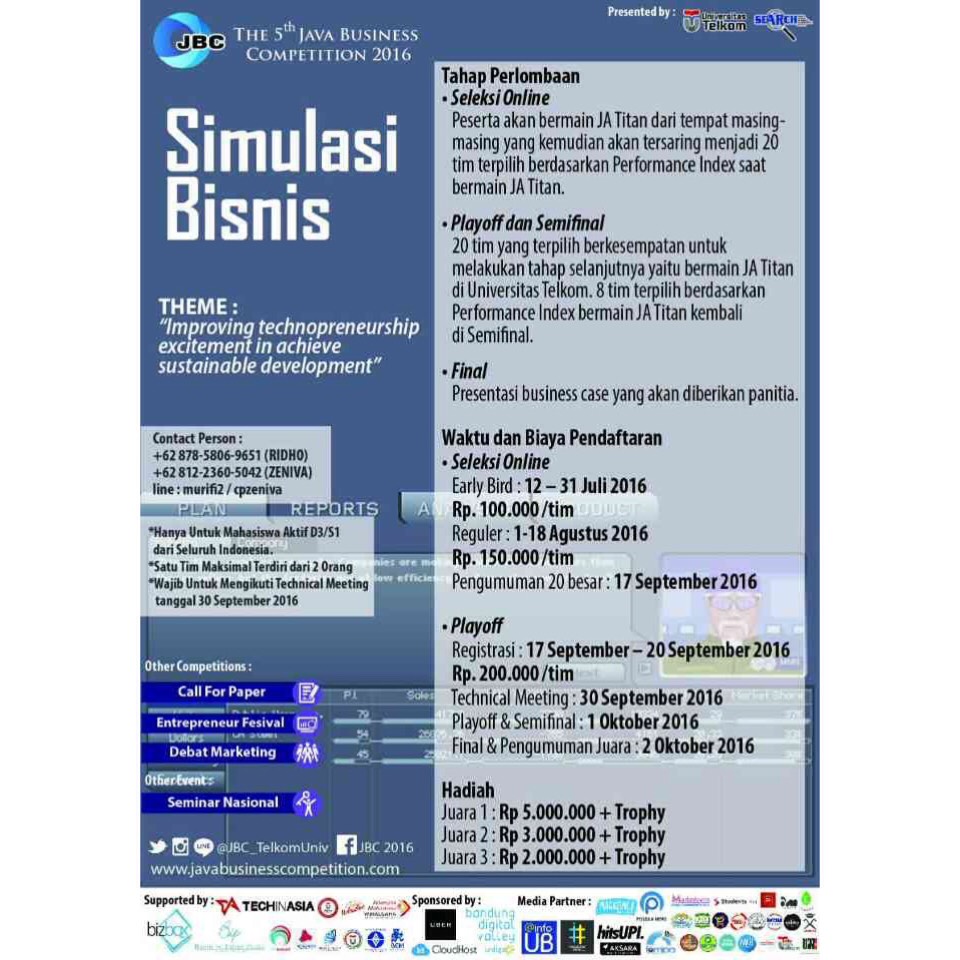 Presented by :
Universitas Telkom
SEARCH
JBC
THE 5th JAVA BUSINESS
COMPETITION 2016
Simulasi
Bisnis
THEME :
“Improving technopreneurship
excitement in achieve
sustainable development”
Contact Person :
+62 878-5806-9651 (RIDHO)
+62 812-2360-5042 (ZENIVA)
line : murifi2 / cpzeniva
PLAN REPORTS
*Hanya Untuk Mahasiswa Aktif D3/S1
dari Seluruh Indonesia.
*Satu Tim Maksimal Terdiri dari 2 Orang
*Wajib Untuk Mengikuti Technical Meeting
tanggal 30 September 2016
Other Competitions :
Call For Paper
Entrepreneur Fesival
Debat Marketing
Other Event :
Seminar Nasional
@JBC_TelkomUniv JBC 2016
www.javabusinesscompetition.com
Tahap Perlombaan
• Seleksi Online
Peserta akan bermain JA Titan dari tempat masing-
masing yang kemudian akan tersaring menjadi 20
tim terpilih berdasarkan Performance Index saat
bermain JA Titan.
• Playoff dan Semifinal
20 tim yang terpilih berkesempatan untuk
melakukan tahap selanjutnya yaitu bermain JA Titan
di Universitas Telkom. 8 tim terpilih berdasarkan
Performance Index bermain JA Titan kembali
di Semifinal.
• Final
Presentasi business case yang akan diberikan panitia.
Waktu dan Biaya Pendaftaran
• Seleksi Online
Early Bird : 12 – 31 Juli 2016
Rp. 100.000 /tim
Reguler : 1-18 Agustus 2016
Rp. 150.000 /tim
Pengumuman 20 besar : 17 September 2016
• Playoff
Registrasi : 17 September – 20 September 2016
Rp. 200.000 /tim
Technical Meeting : 30 September 2016
Playoff & Semifinal : 1 Oktober 2016
Final & Pengumuman Juara : 2 Oktober 2016
Hadiah
Juara 1 : Rp 5.000.000 + Trophy
Juara 2 : Rp 3.000.000 + Trophy
Juara 3 : Rp 2.000.000 + Trophy
P.I. Sales Market Share
79
54
45
Supported by :
TECHINASIA
bizbox
Sponsored by :
UBER
bandung
digital
valley
CloudHost
Media Partner :
@info
UB
hitsUPI.
AKSARA